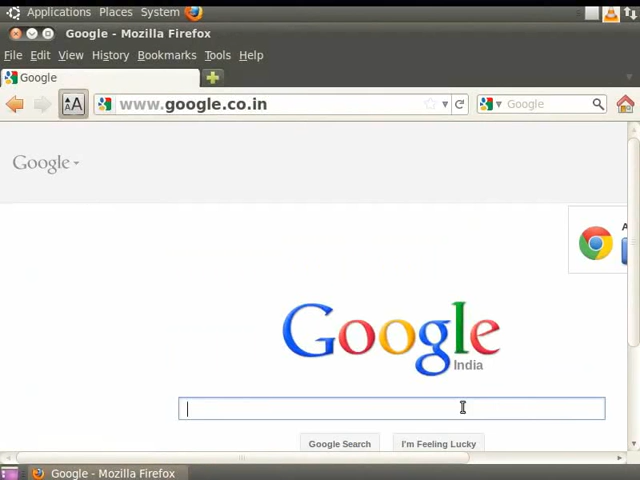 Applications Places System
Google - Mozilla Firefox
File Edit View History Bookmarks Tools Help
Google
www.google.co.in
Google
Google
A
Google
India
Google Search I'm Feeling Lucky
Google - Mozilla Firefox